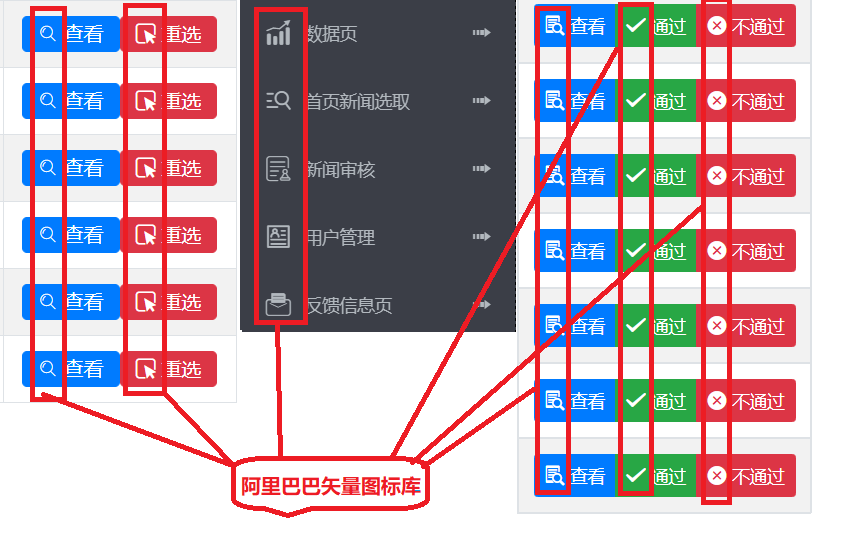 查看 重选
查看 重选
查看 重选
查看 重选
查看 重选
查看 重选
数据页
首页新闻选取
新闻审核
用户管理
反馈信息页
查看 通过 不通过
查看 通过 不通过
查看 通过 不通过
查看 通过 不通过
查看 通过 不通过
查看 通过 不通过
查看 通过 不通过
阿里巴巴矢量图标库